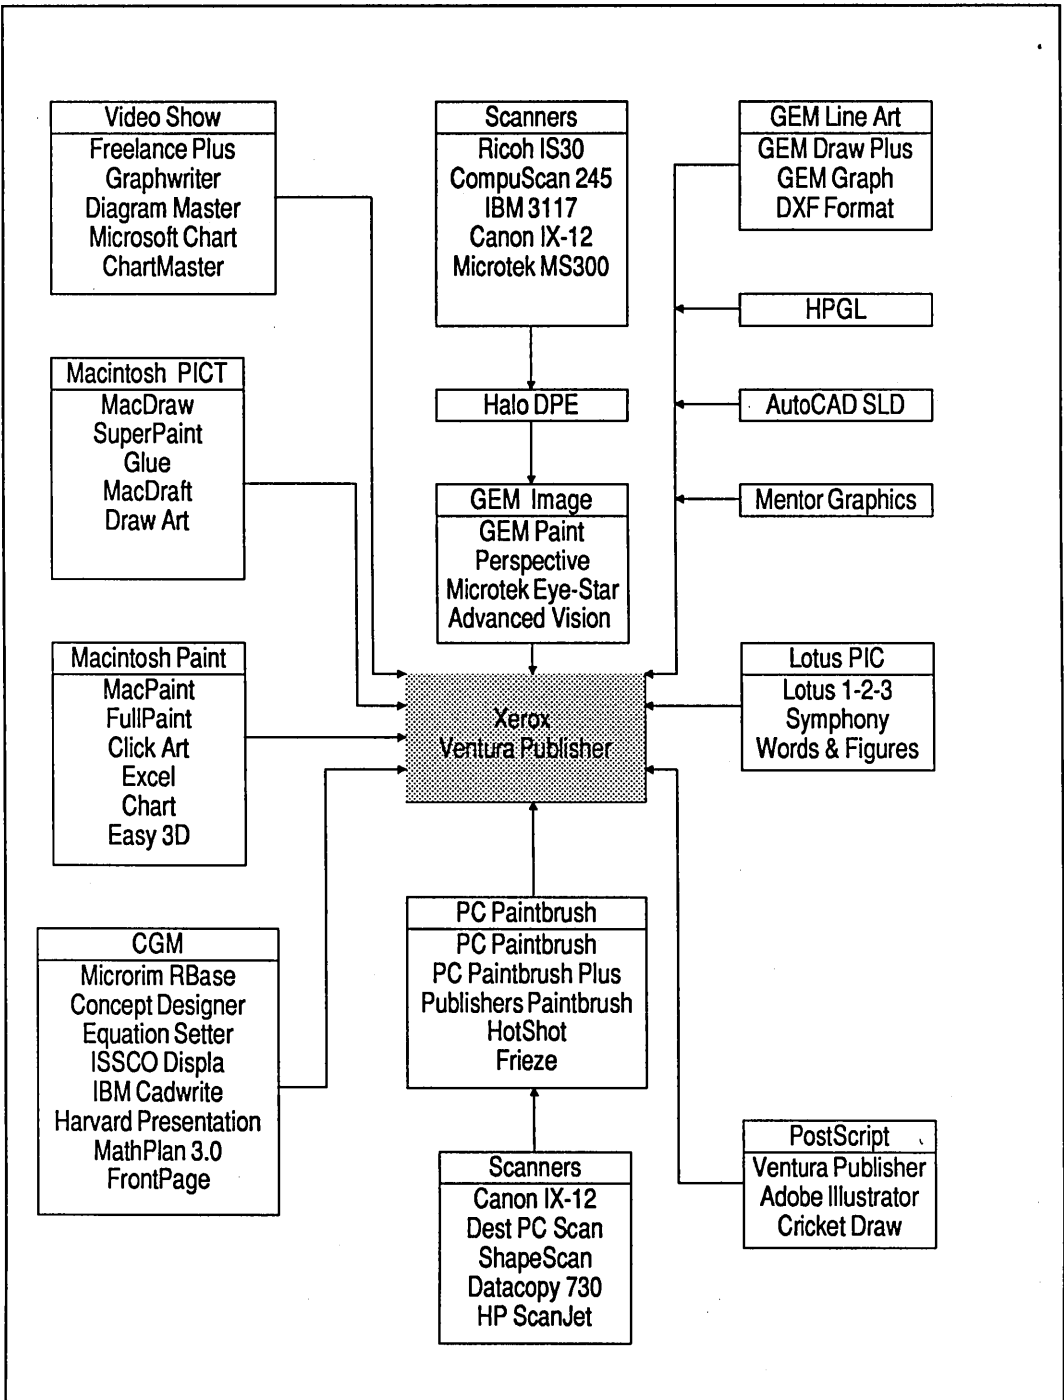 Video Show
Freelance Plus
Graphwriter
Diagram Master
Microsoft Chart
ChartMaster
Scanners
Ricoh IS30
CompuScan 245
IBM 3117
Canon IX-12
Microtek MS300
GEM Line Art
GEM Draw Plus
GEM Graph
DXF Format
HPGL
Macintosh PICT
MacDraw
SuperPaint
Glue
MacDraft
Draw Art
Halo DPE
AutoCAD SLD
GEM Image
GEM Paint
Perspective
Microtek Eye-Star
Advanced Vision
Mentor Graphics
Macintosh Paint
MacPaint
FullPaint
Click Art
Excel
Chart
Easy 3D
Xerox
Ventura Publisher
Lotus PIC
Lotus 1-2-3
Symphony
Words & Figures
CGM
Microrim RBase
Concept Designer
Equation Setter
ISSCO Displa
IBM Cadwrite
Harvard Presentation
MathPlan 3.0
FrontPage
PC Paintbrush
PC Paintbrush
PC Paintbrush Plus
Publishers Paintbrush
HotShot
Frieze
Scanners
Canon IX-12
Dest PC Scan
ShapeScan
Datacopy 730
HP ScanJet
PostScript
Ventura Publisher
Adobe Illustrator
Cricket Draw